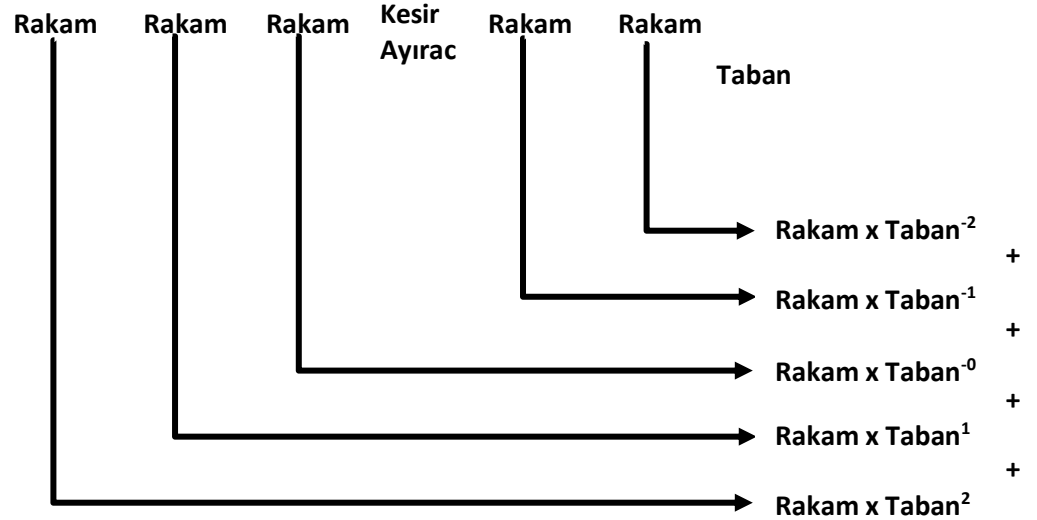 Rakam Rakam Rakam Kesir Ayırac Rakam Rakam
Taban
Rakam x Taban⁻²
+
Rakam x Taban⁻¹
+
Rakam x Taban⁻⁰
+
Rakam x Taban¹
+
Rakam x Taban²